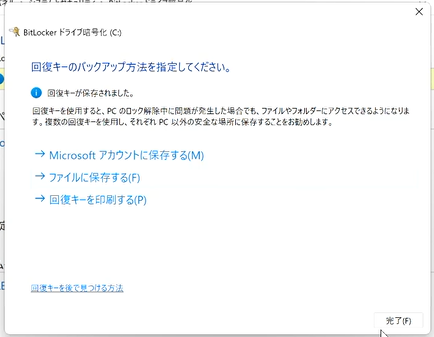 BitLocker ドライブ暗号化 (C:)
回復キーのバックアップ方法を指定してください。
回復キーが保存されました。
回復キーを使用すると、PC のロック解除中に問題が発生した場合でも、ファイルやフォルダーにアクセスできるようになりま
す。複数の回復キーを使用し、それぞれ PC 以外の安全な場所に保存することをお勧めします。
→ Microsoft アカウントに保存する(M)
→ ファイルに保存する(F)
→ 回復キーを印刷する(P)
回復キーを後で見つける方法
完了(F)